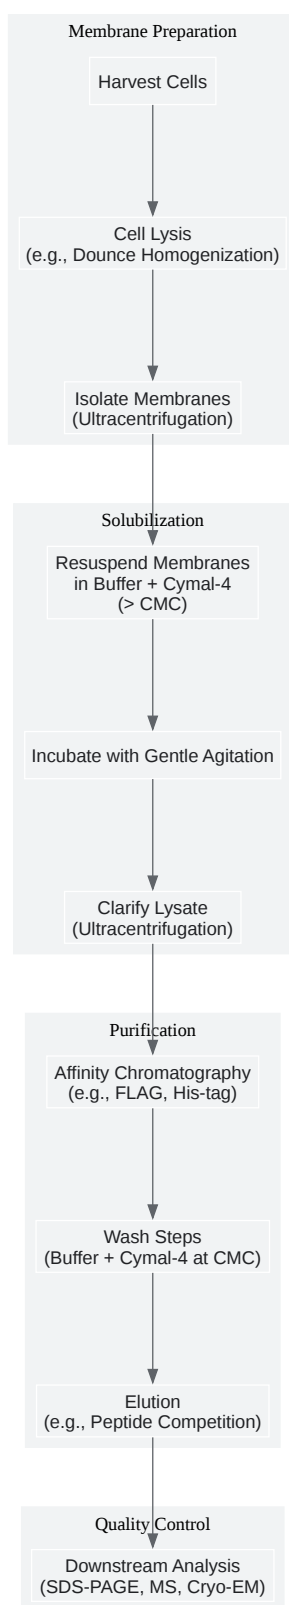 Membrane Preparation
Harvest Cells
Cell Lysis
(e.g., Dounce Homogenization)
Isolate Membranes
(Ultracentrifugation)
Solubilization
Resuspend Membranes
in Buffer + Cymal-4
(> CMC)
Incubate with Gentle Agitation
Clarify Lysate
(Ultracentrifugation)
Purification
Affinity Chromatography
(e.g., FLAG, His-tag)
Wash Steps
(Buffer + Cymal-4 at CMC)
Elution
(e.g., Peptide Competition)
Quality Control
Downstream Analysis
(SDS-PAGE, MS, Cryo-EM)